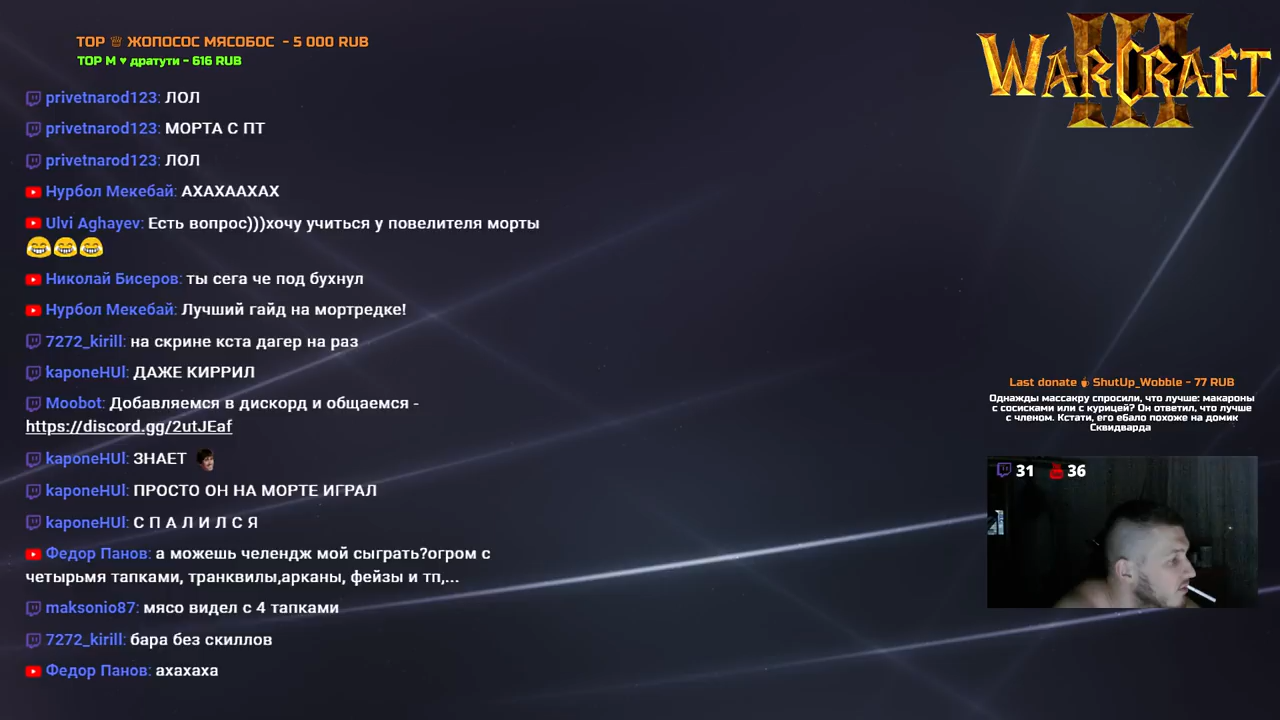 TOP ♕ ЖОПОСОС МЯСОБОС - 5 000 RUB
TOP M ♥ дратути - 616 RUB
privetnarod123: ЛОЛ
privetnarod123: МОРТА С ПТ
privetnarod123: ЛОЛ
Нурбол Мекебай: АХАХААХАХ
Ulvi Aghayev: Есть вопрос)))хочу учиться у повелителя морты
😂😂😂
Николай Бисеров: ты сега че под бухнул
Нурбол Мекебай: Лучший гайд на мортредке!
7272_kirill: на скрине кста дагер на раз
kaponeHUl: ДАЖЕ КИРРИЛ
Moobot: Добавляемся в дискорд и общаемся -
https://discord.gg/2utJEaf
kaponeHUl: ЗНАЕТ
kaponeHUl: ПРОСТО ОН НА МОРТЕ ИГРАЛ
kaponeHUl: С П А Л И Л С Я
Федор Панов: а можешь челендж мой сыграть?огром с
четырьмя тапками, транквилы,арканы, фейзы и тп,...
maksonio87: мясо видел с 4 тапками
7272_kirill: бара без скиллов
Федор Панов: ахахаха
WARCRAFT
III
Last donate ShutUp_Wobble - 77 RUB
Однажды массакру спросили, что лучше: макароны
с сосисками или с курицей? Он ответил, что лучше
с членом. Кстати, его ебало похоже на домик
Сквидварда
31 36